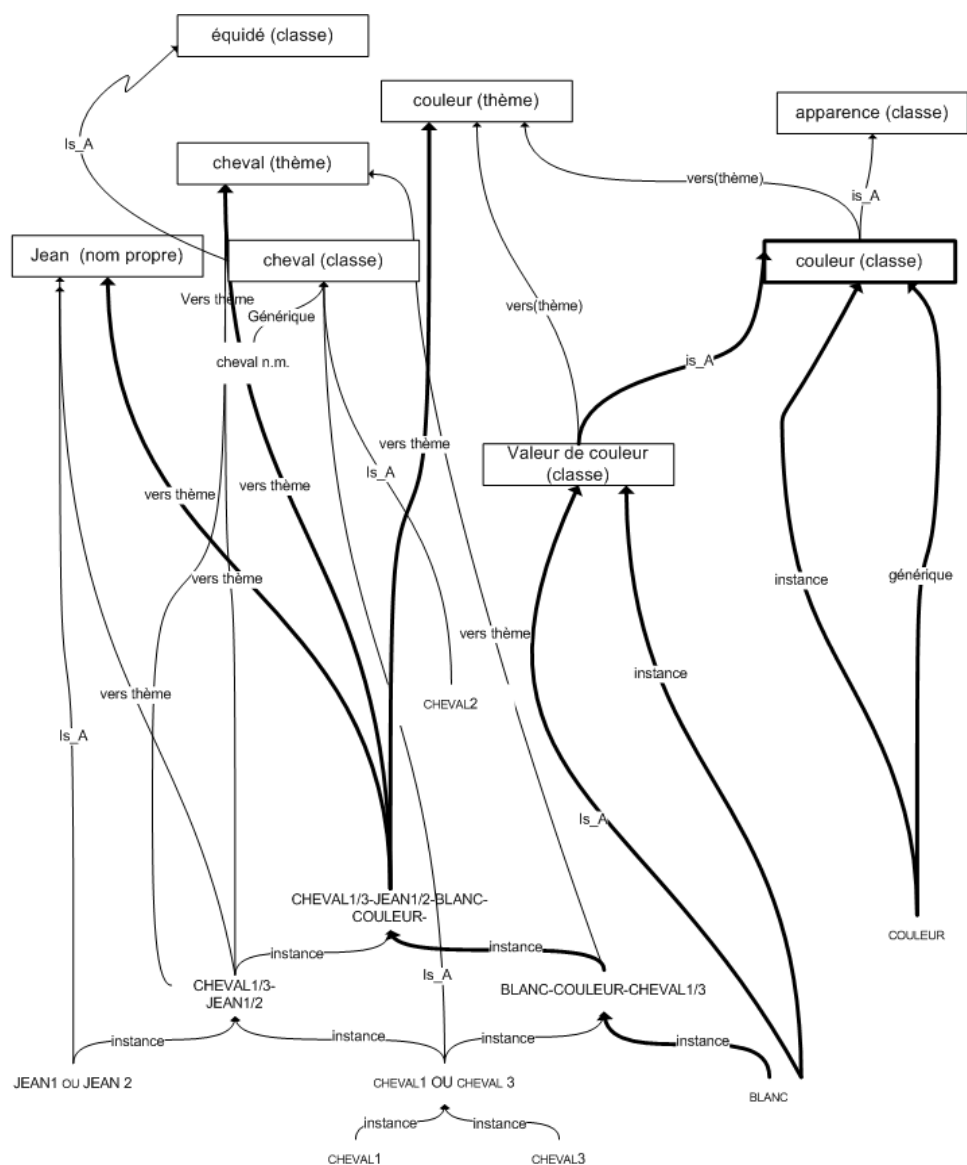 équidé (classe)
couleur (thème)
apparence (classe)
Is_A
cheval (thème)
vers(thème)
is_A
Jean (nom propre)
cheval (classe)
couleur (classe)
Vers thème
Générique
vers(thème)
cheval n.m.
is_A
vers thème
Valeur de couleur
(classe)
Is_A
vers thème
vers thème
instance
générique
vers thème
instance
vers thème
vers thème
CHEVAL2
Is_A
Is_A
CHEVAL1/3-JEAN1/2-BLANC-
COULEUR-
COULEUR
instance
instance
Is_A
CHEVAL1/3-
JEAN1/2
BLANC-COULEUR-CHEVAL1/3
instance
instance
instance
instance
JEAN1 OU JEAN 2
CHEVAL1 OU CHEVAL 3
BLANC
instance
instance
CHEVAL1
CHEVAL3